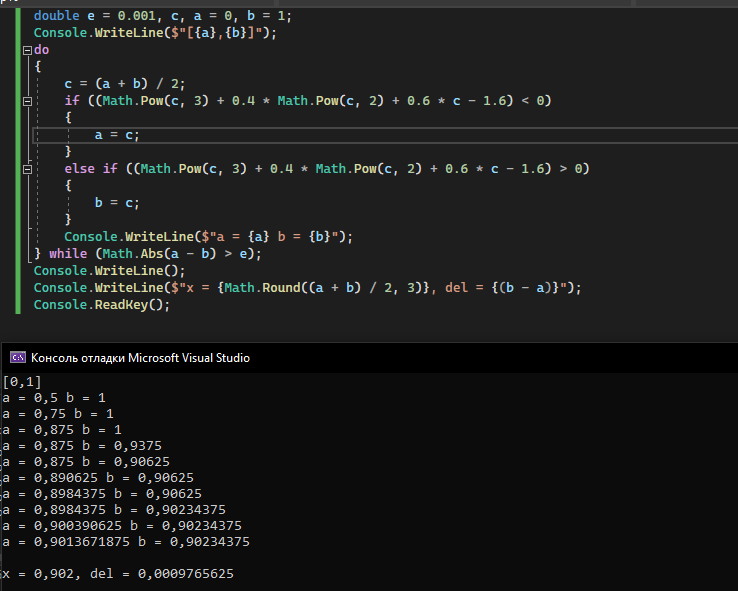 double e = 0.001, c, a = 0, b = 1;
Console.WriteLine($"[{a},{b}]");
do
{
c = (a + b) / 2;
if ((Math.Pow(c, 3) + 0.4 * Math.Pow(c, 2) + 0.6 * c - 1.6) < 0)
{
a = c;
}
else if ((Math.Pow(c, 3) + 0.4 * Math.Pow(c, 2) + 0.6 * c - 1.6) > 0)
{
b = c;
}
Console.WriteLine($"a = {a} b = {b}");
} while (Math.Abs(a - b) > e);
Console.WriteLine();
Console.WriteLine($"x = {Math.Round((a + b) / 2, 3)}, del = {(b - a)}");
Console.ReadKey();
Консоль отладки Microsoft Visual Studio
[0,1]
a = 0,5 b = 1
a = 0,75 b = 1
a = 0,875 b = 1
a = 0,875 b = 0,9375
a = 0,875 b = 0,90625
a = 0,890625 b = 0,90625
a = 0,8984375 b = 0,90625
a = 0,8984375 b = 0,90234375
a = 0,900390625 b = 0,90234375
a = 0,9013671875 b = 0,90234375
x = 0,902, del = 0,0009765625